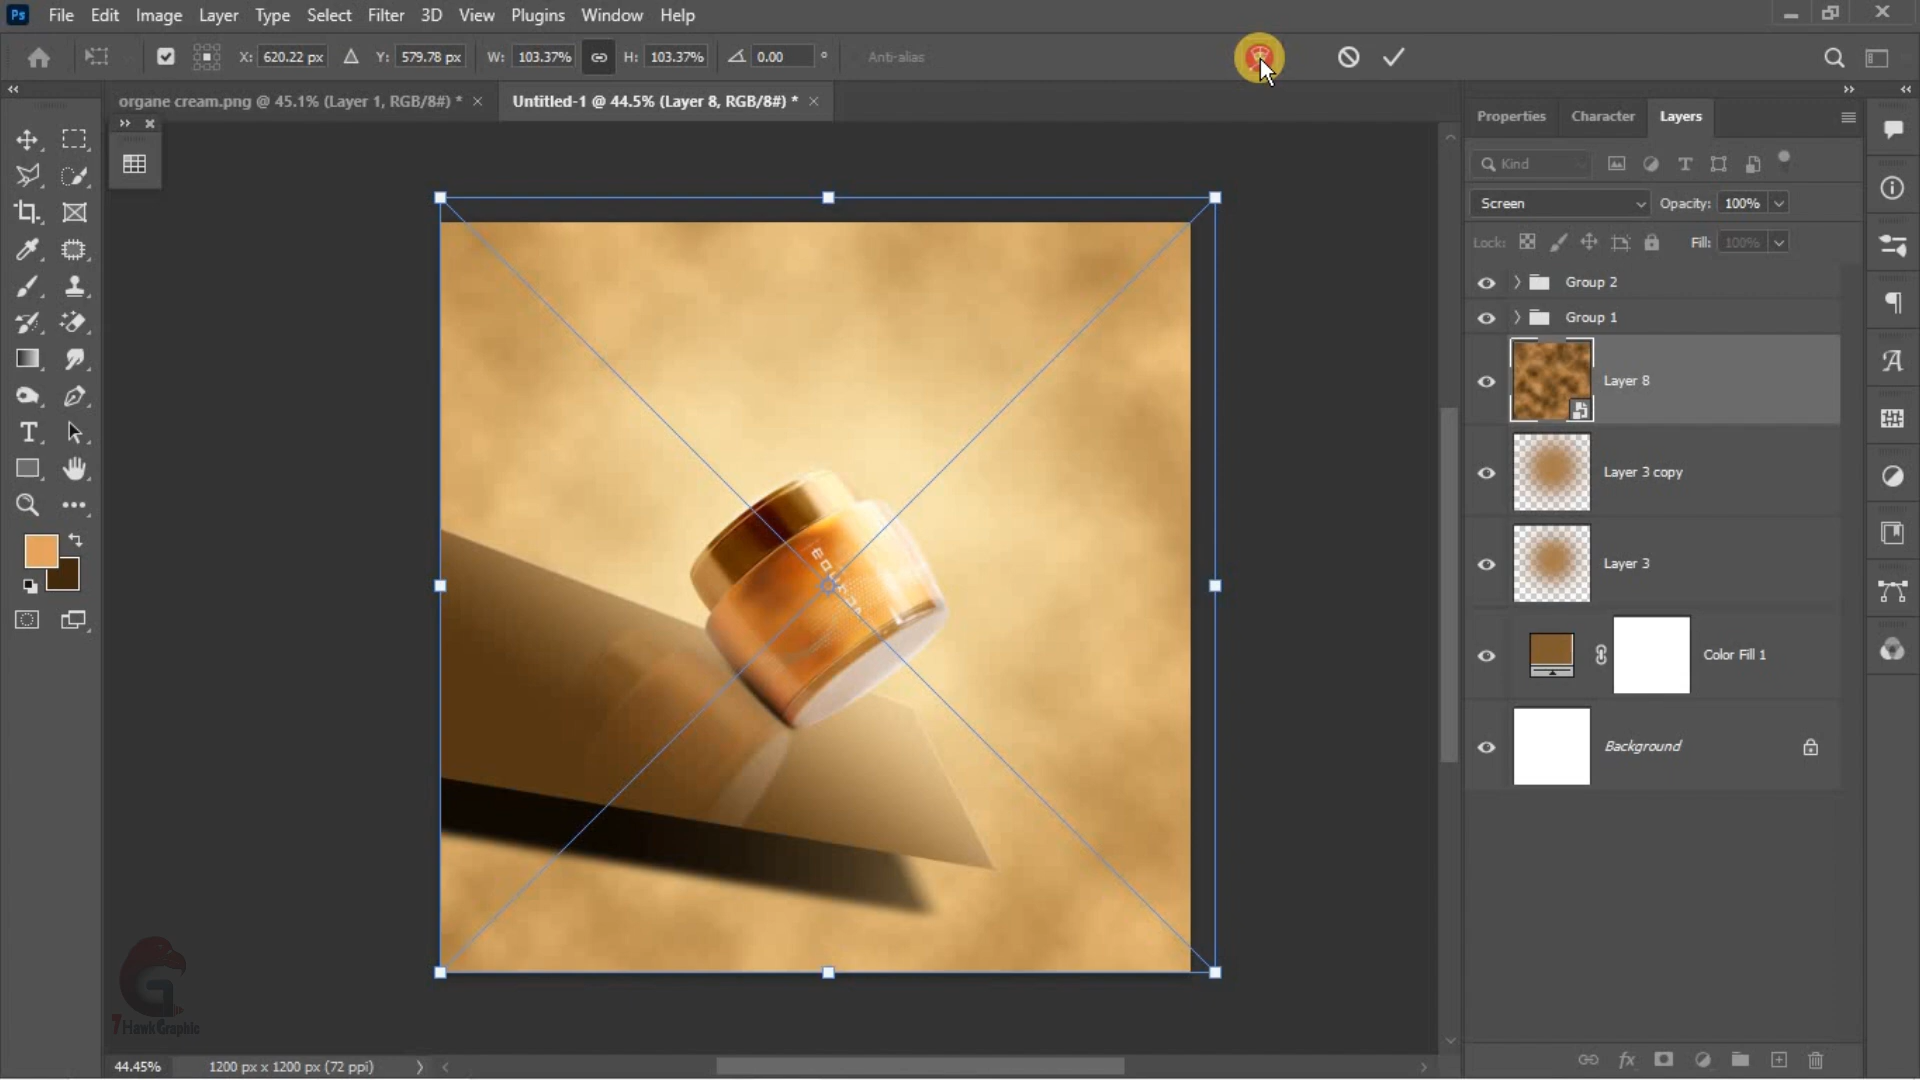 Ps File Edit Image Layer Type Select Filter 3D View Plugins Window Help
X: 620.22 px Y: 579.78 px W: 103.37% H: 103.37% 0.00 ° Anti-alias
organe cream.png @ 45.1% (Layer 1, RGB/8#) * × Untitled-1 @ 44.5% (Layer 8, RGB/8#) * ×
Properties Character Layers
Kind
Screen Opacity: 100%
Lock: Fill: 100%
Group 2
Group 1
Layer 8
Layer 3 copy
Layer 3
Color Fill 1
Background
7HawkGraphic
44.45% 1200 px x 1200 px (72 ppi)